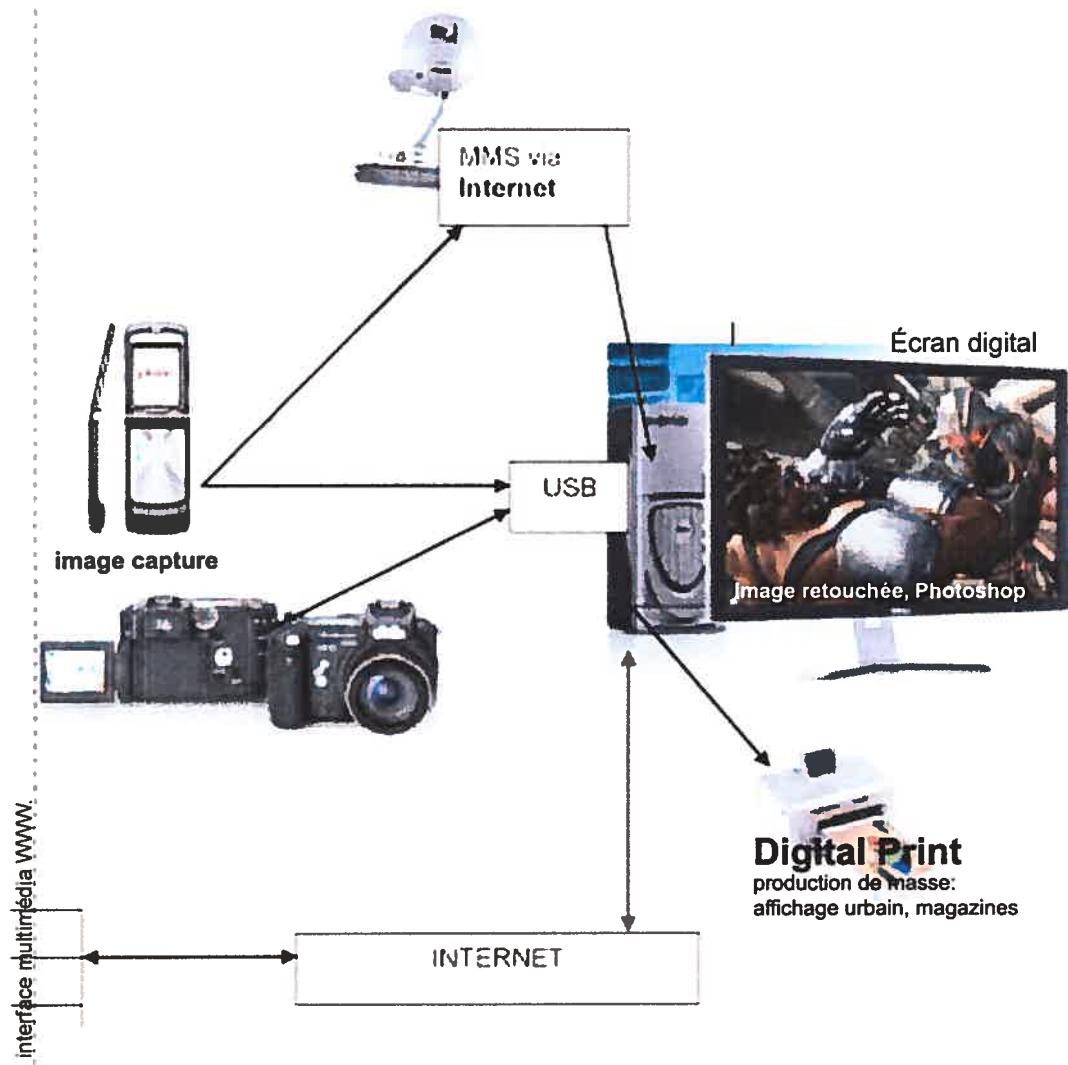 MMS via
Internet
Écran digital
USB
image capture
Image retouchée, Photoshop
Digital Print
production de masse:
affichage urbain, magazines
INTERNET
interface multimédia WWW.